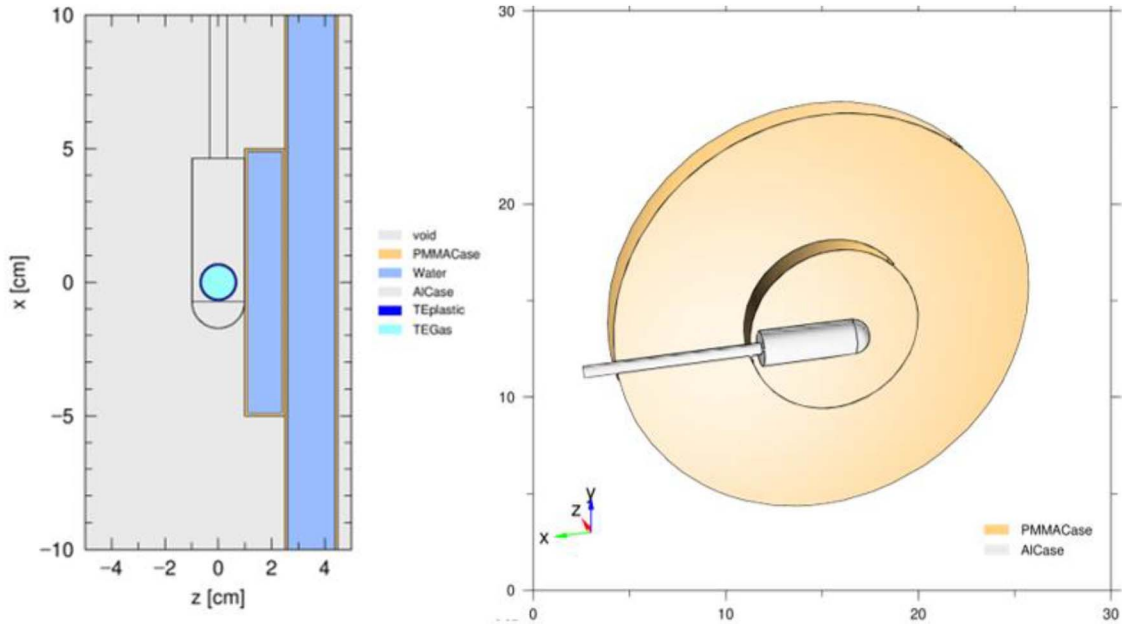 10
5
0
−5
−10
x [cm]
−4 −2 0 2 4
z [cm]
void
PMMACase
Water
AlCase
TEplastic
TEGas
30
20
10
0
0 10 20 30
y
z
x
PMMACase
AlCase